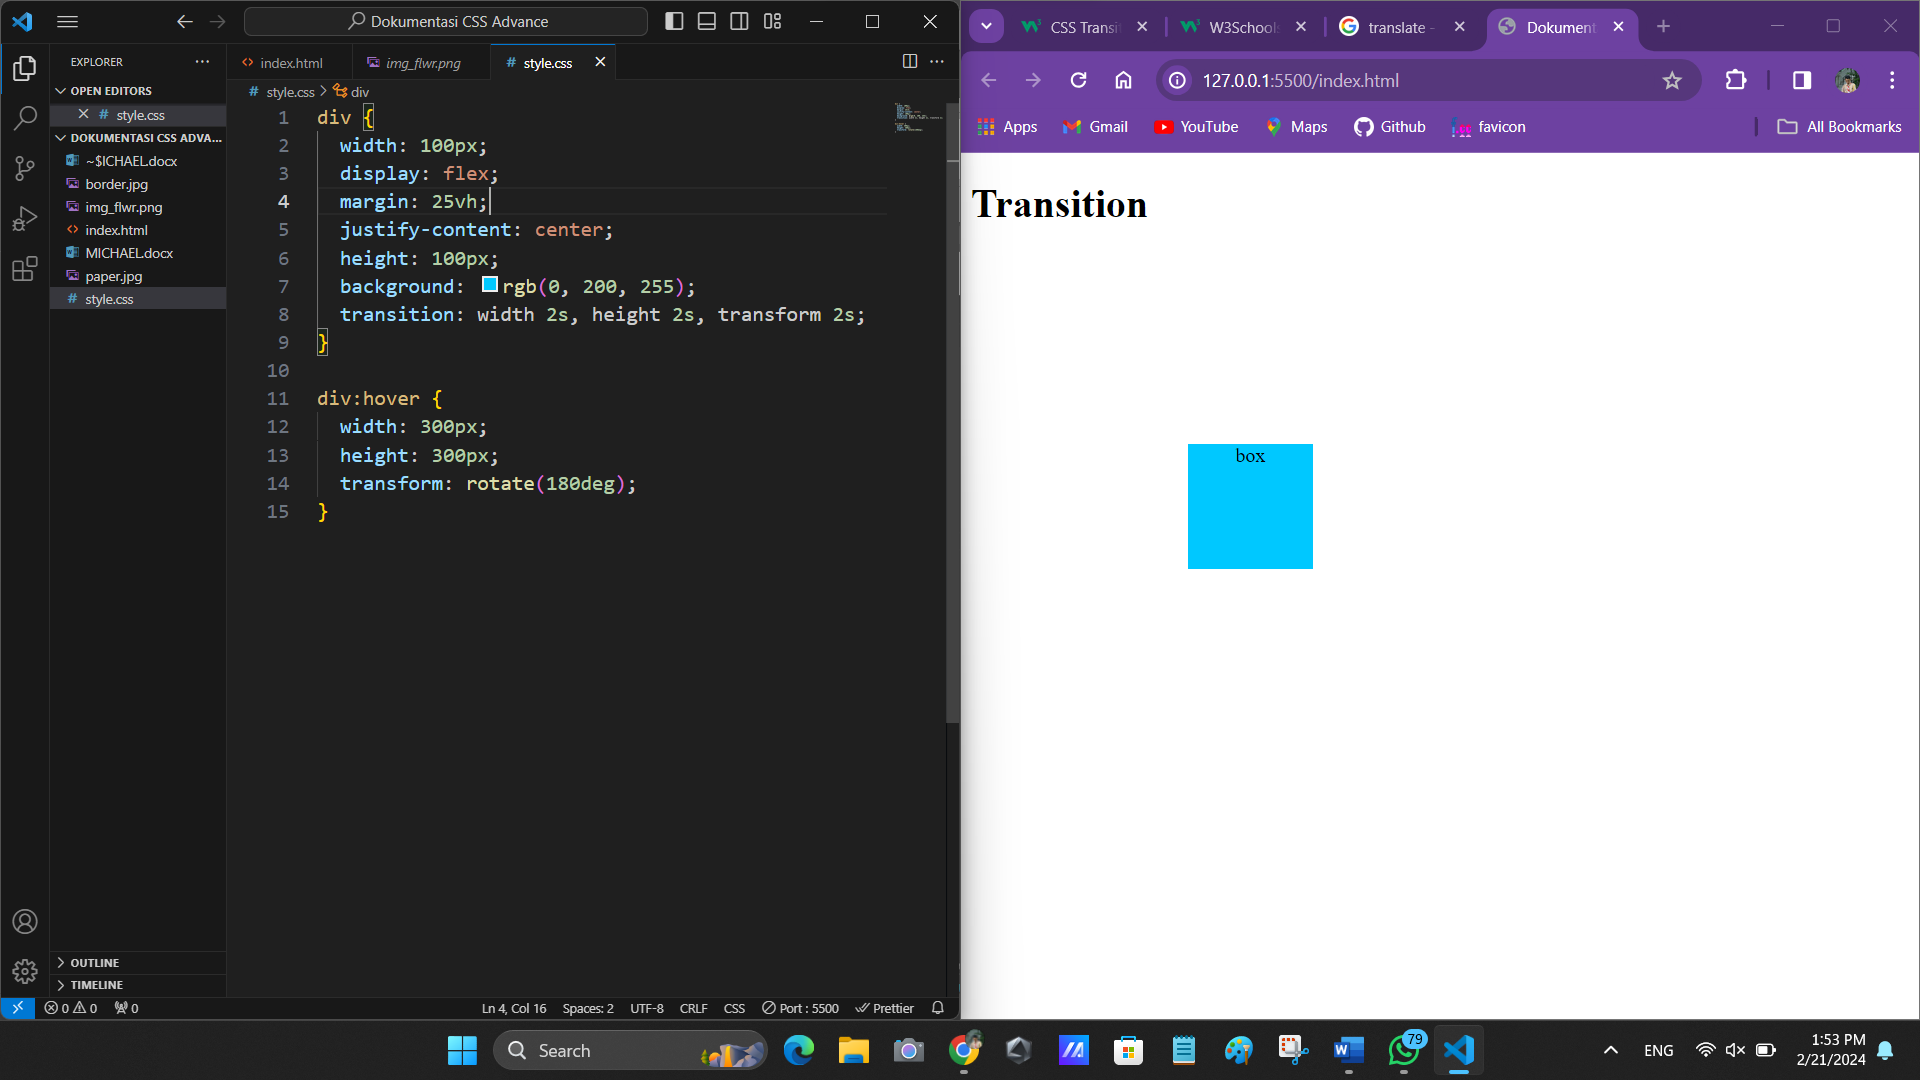 Dokumentasi CSS Advance
EXPLORER
OPEN EDITORS
# style.css
DOKUMENTASI CSS ADVA...
~$ICHAEL.docx
border.jpg
img_flwr.png
index.html
MICHAEL.docx
paper.jpg
# style.css
OUTLINE
TIMELINE
index.html
img_flwr.png
# style.css
# style.css > div
1 div {
2 width: 100px;
3 display: flex;
4 margin: 25vh;
5 justify-content: center;
6 height: 100px;
7 background: rgb(0, 200, 255);
8 transition: width 2s, height 2s, transform 2s;
9 }
10
11 div:hover {
12 width: 300px;
13 height: 300px;
14 transform: rotate(180deg);
15 }
0 0 0
Ln 4, Col 16 Spaces: 2 UTF-8 CRLF CSS Port : 5500 Prettier
CSS Transi
W3School
translate -
Dokument
127.0.0.1:5500/index.html
Apps Gmail YouTube Maps Github favicon All Bookmarks
Transition
box
Search
79
ENG
1:53 PM
2/21/2024